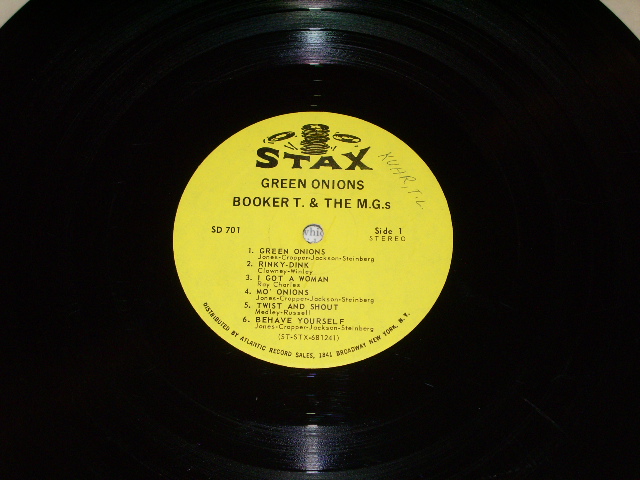 STAX
GREEN ONIONS
BOOKER T. & THE M.G.s
SD 701
Side 1
STEREO
1. GREEN ONIONS
Jones-Cropper-Jackson-Steinberg
2. RINKY-DINK
Clowney-Winley
3. I GOT A WOMAN
Ray Charles
4. MO' ONIONS
Jones-Cropper-Jackson-Steinberg
5. TWIST AND SHOUT
Medley-Russell
6. BEHAVE YOURSELF
Jones-Cropper-Jackson-Steinberg
(ST-STX-681241)
DISTRIBUTED BY ATLANTIC RECORD SALES, 1841 BROADWAY NEW YORK, N.Y.